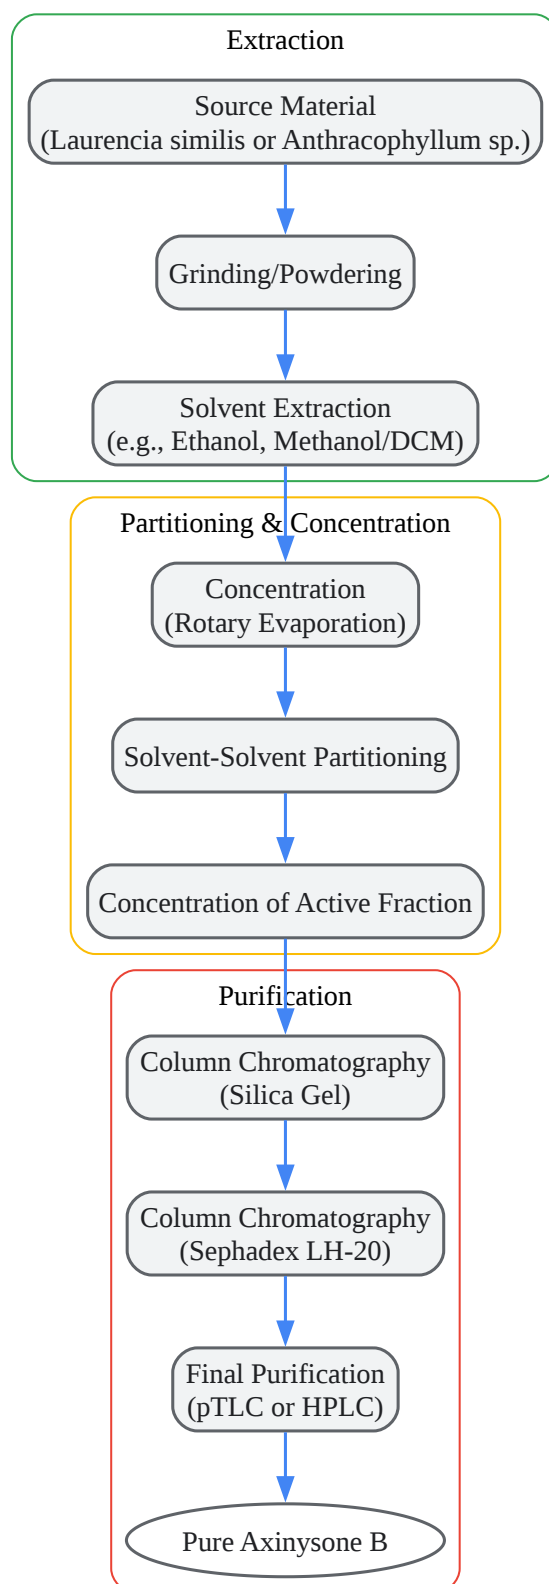 Extraction
Source Material
(Laurencia similis or Anthracophyllum sp.)
Grinding/Powdering
Solvent Extraction
(e.g., Ethanol, Methanol/DCM)
Partitioning & Concentration
Concentration
(Rotary Evaporation)
Solvent-Solvent Partitioning
Concentration of Active Fraction
Purification
Column Chromatography
(Silica Gel)
Column Chromatography
(Sephadex LH-20)
Final Purification
(pTLC or HPLC)
Pure Axinysone B